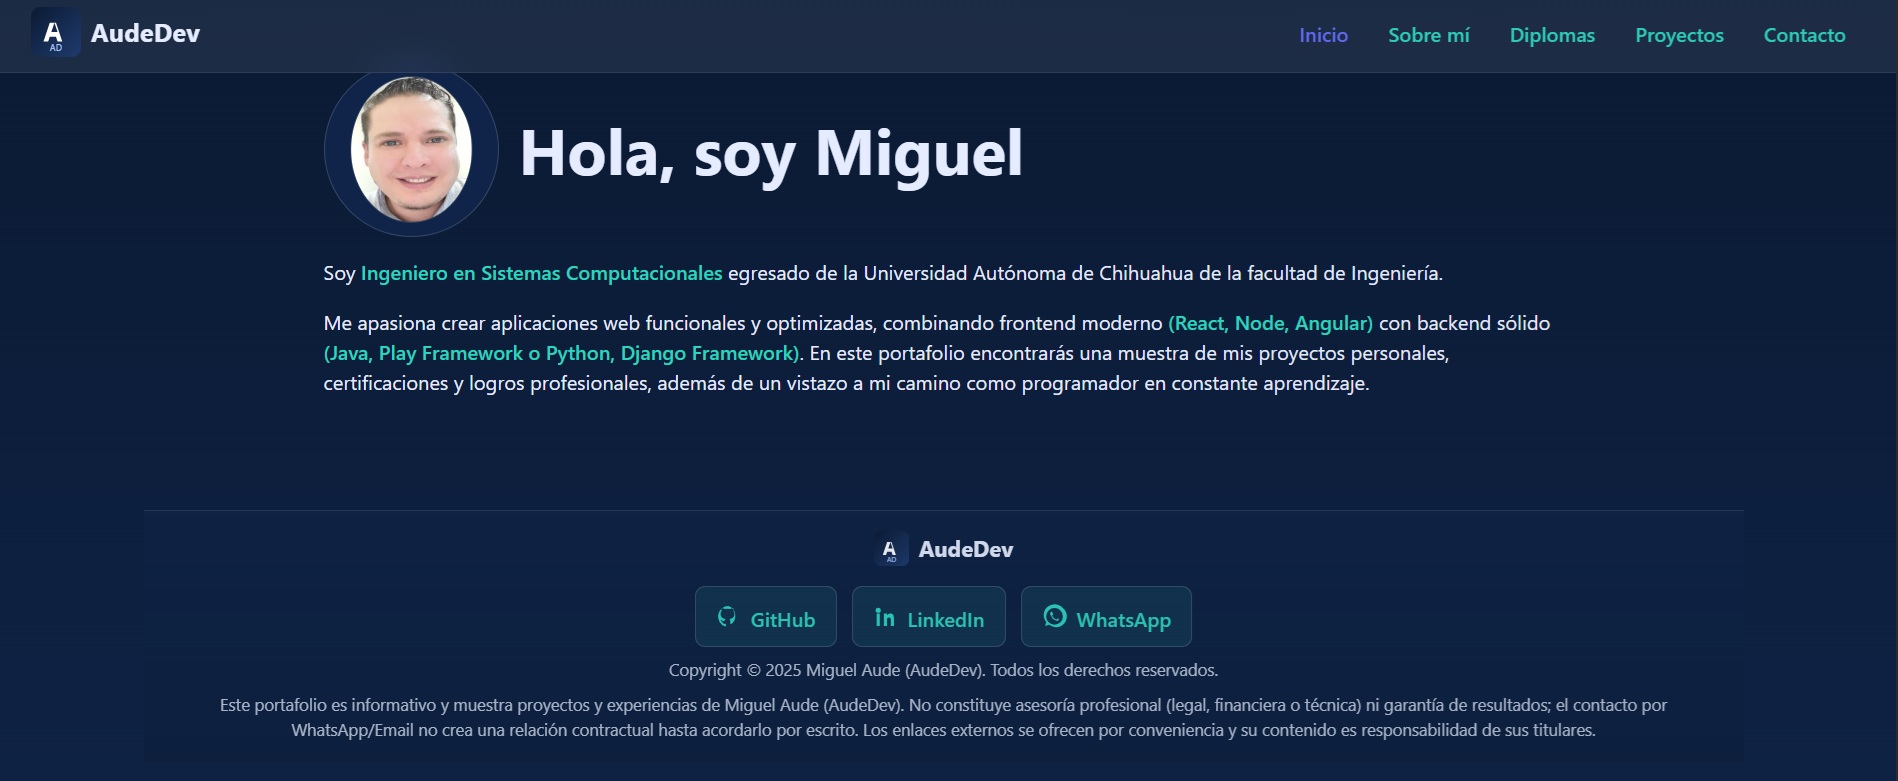 A
AD
AudeDev
Inicio
Sobre mí
Diplomas
Proyectos
Contacto
Hola, soy Miguel
Soy Ingeniero en Sistemas Computacionales egresado de la Universidad Autónoma de Chihuahua de la facultad de Ingeniería.
Me apasiona crear aplicaciones web funcionales y optimizadas, combinando frontend moderno (React, Node, Angular) con backend sólido
(Java, Play Framework o Python, Django Framework). En este portafolio encontrarás una muestra de mis proyectos personales,
certificaciones y logros profesionales, además de un vistazo a mi camino como programador en constante aprendizaje.
A
AD
AudeDev
GitHub
in LinkedIn
WhatsApp
Copyright © 2025 Miguel Aude (AudeDev). Todos los derechos reservados.
Este portafolio es informativo y muestra proyectos y experiencias de Miguel Aude (AudeDev). No constituye asesoría profesional (legal, financiera o técnica) ni garantía de resultados; el contacto por
WhatsApp/Email no crea una relación contractual hasta acordarlo por escrito. Los enlaces externos se ofrecen por conveniencia y su contenido es responsabilidad de sus titulares.